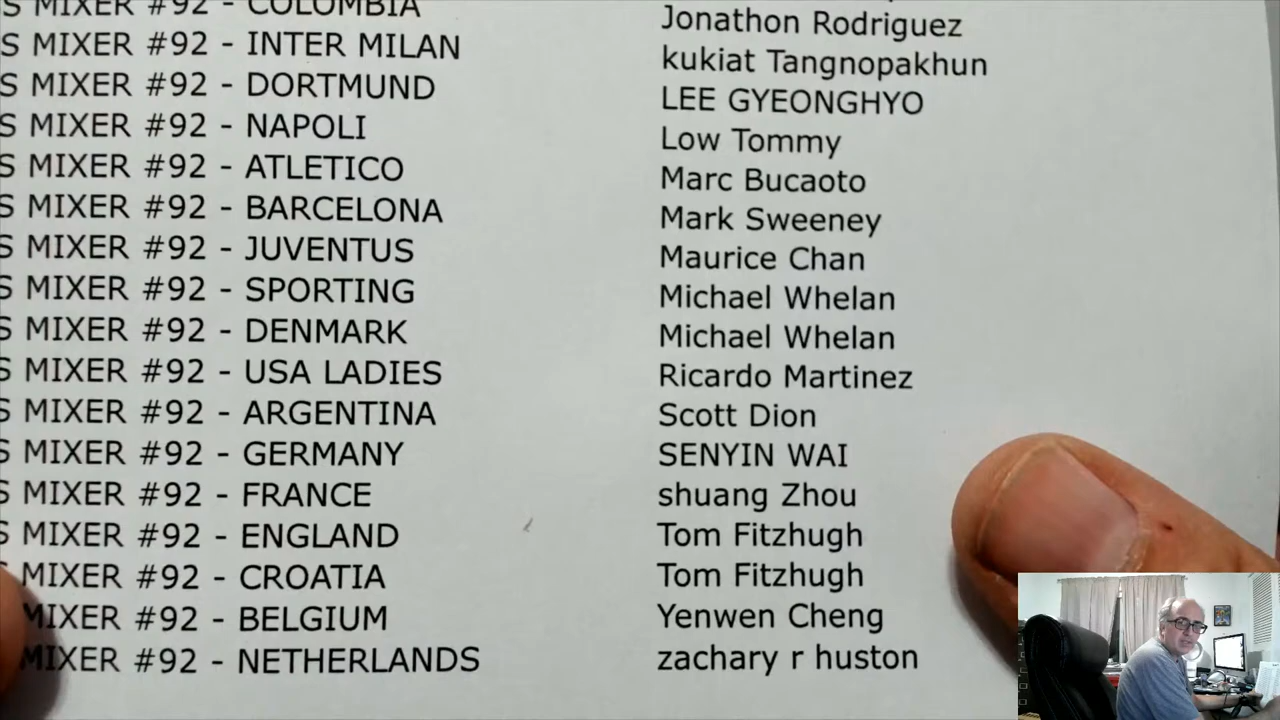 S MIXER #92 - COLOMBIA Jonathon Rodriguez
S MIXER #92 - INTER MILAN kukiat Tangnopakhun
S MIXER #92 - DORTMUND LEE GYEONGHYO
S MIXER #92 - NAPOLI Low Tommy
S MIXER #92 - ATLETICO Marc Bucaoto
S MIXER #92 - BARCELONA Mark Sweeney
S MIXER #92 - JUVENTUS Maurice Chan
S MIXER #92 - SPORTING Michael Whelan
S MIXER #92 - DENMARK Michael Whelan
S MIXER #92 - USA LADIES Ricardo Martinez
S MIXER #92 - ARGENTINA Scott Dion
S MIXER #92 - GERMANY SENYIN WAI
S MIXER #92 - FRANCE shuang Zhou
S MIXER #92 - ENGLAND Tom Fitzhugh
MIXER #92 - CROATIA Tom Fitzhugh
MIXER #92 - BELGIUM Yenwen Cheng
MIXER #92 - NETHERLANDS zachary r huston